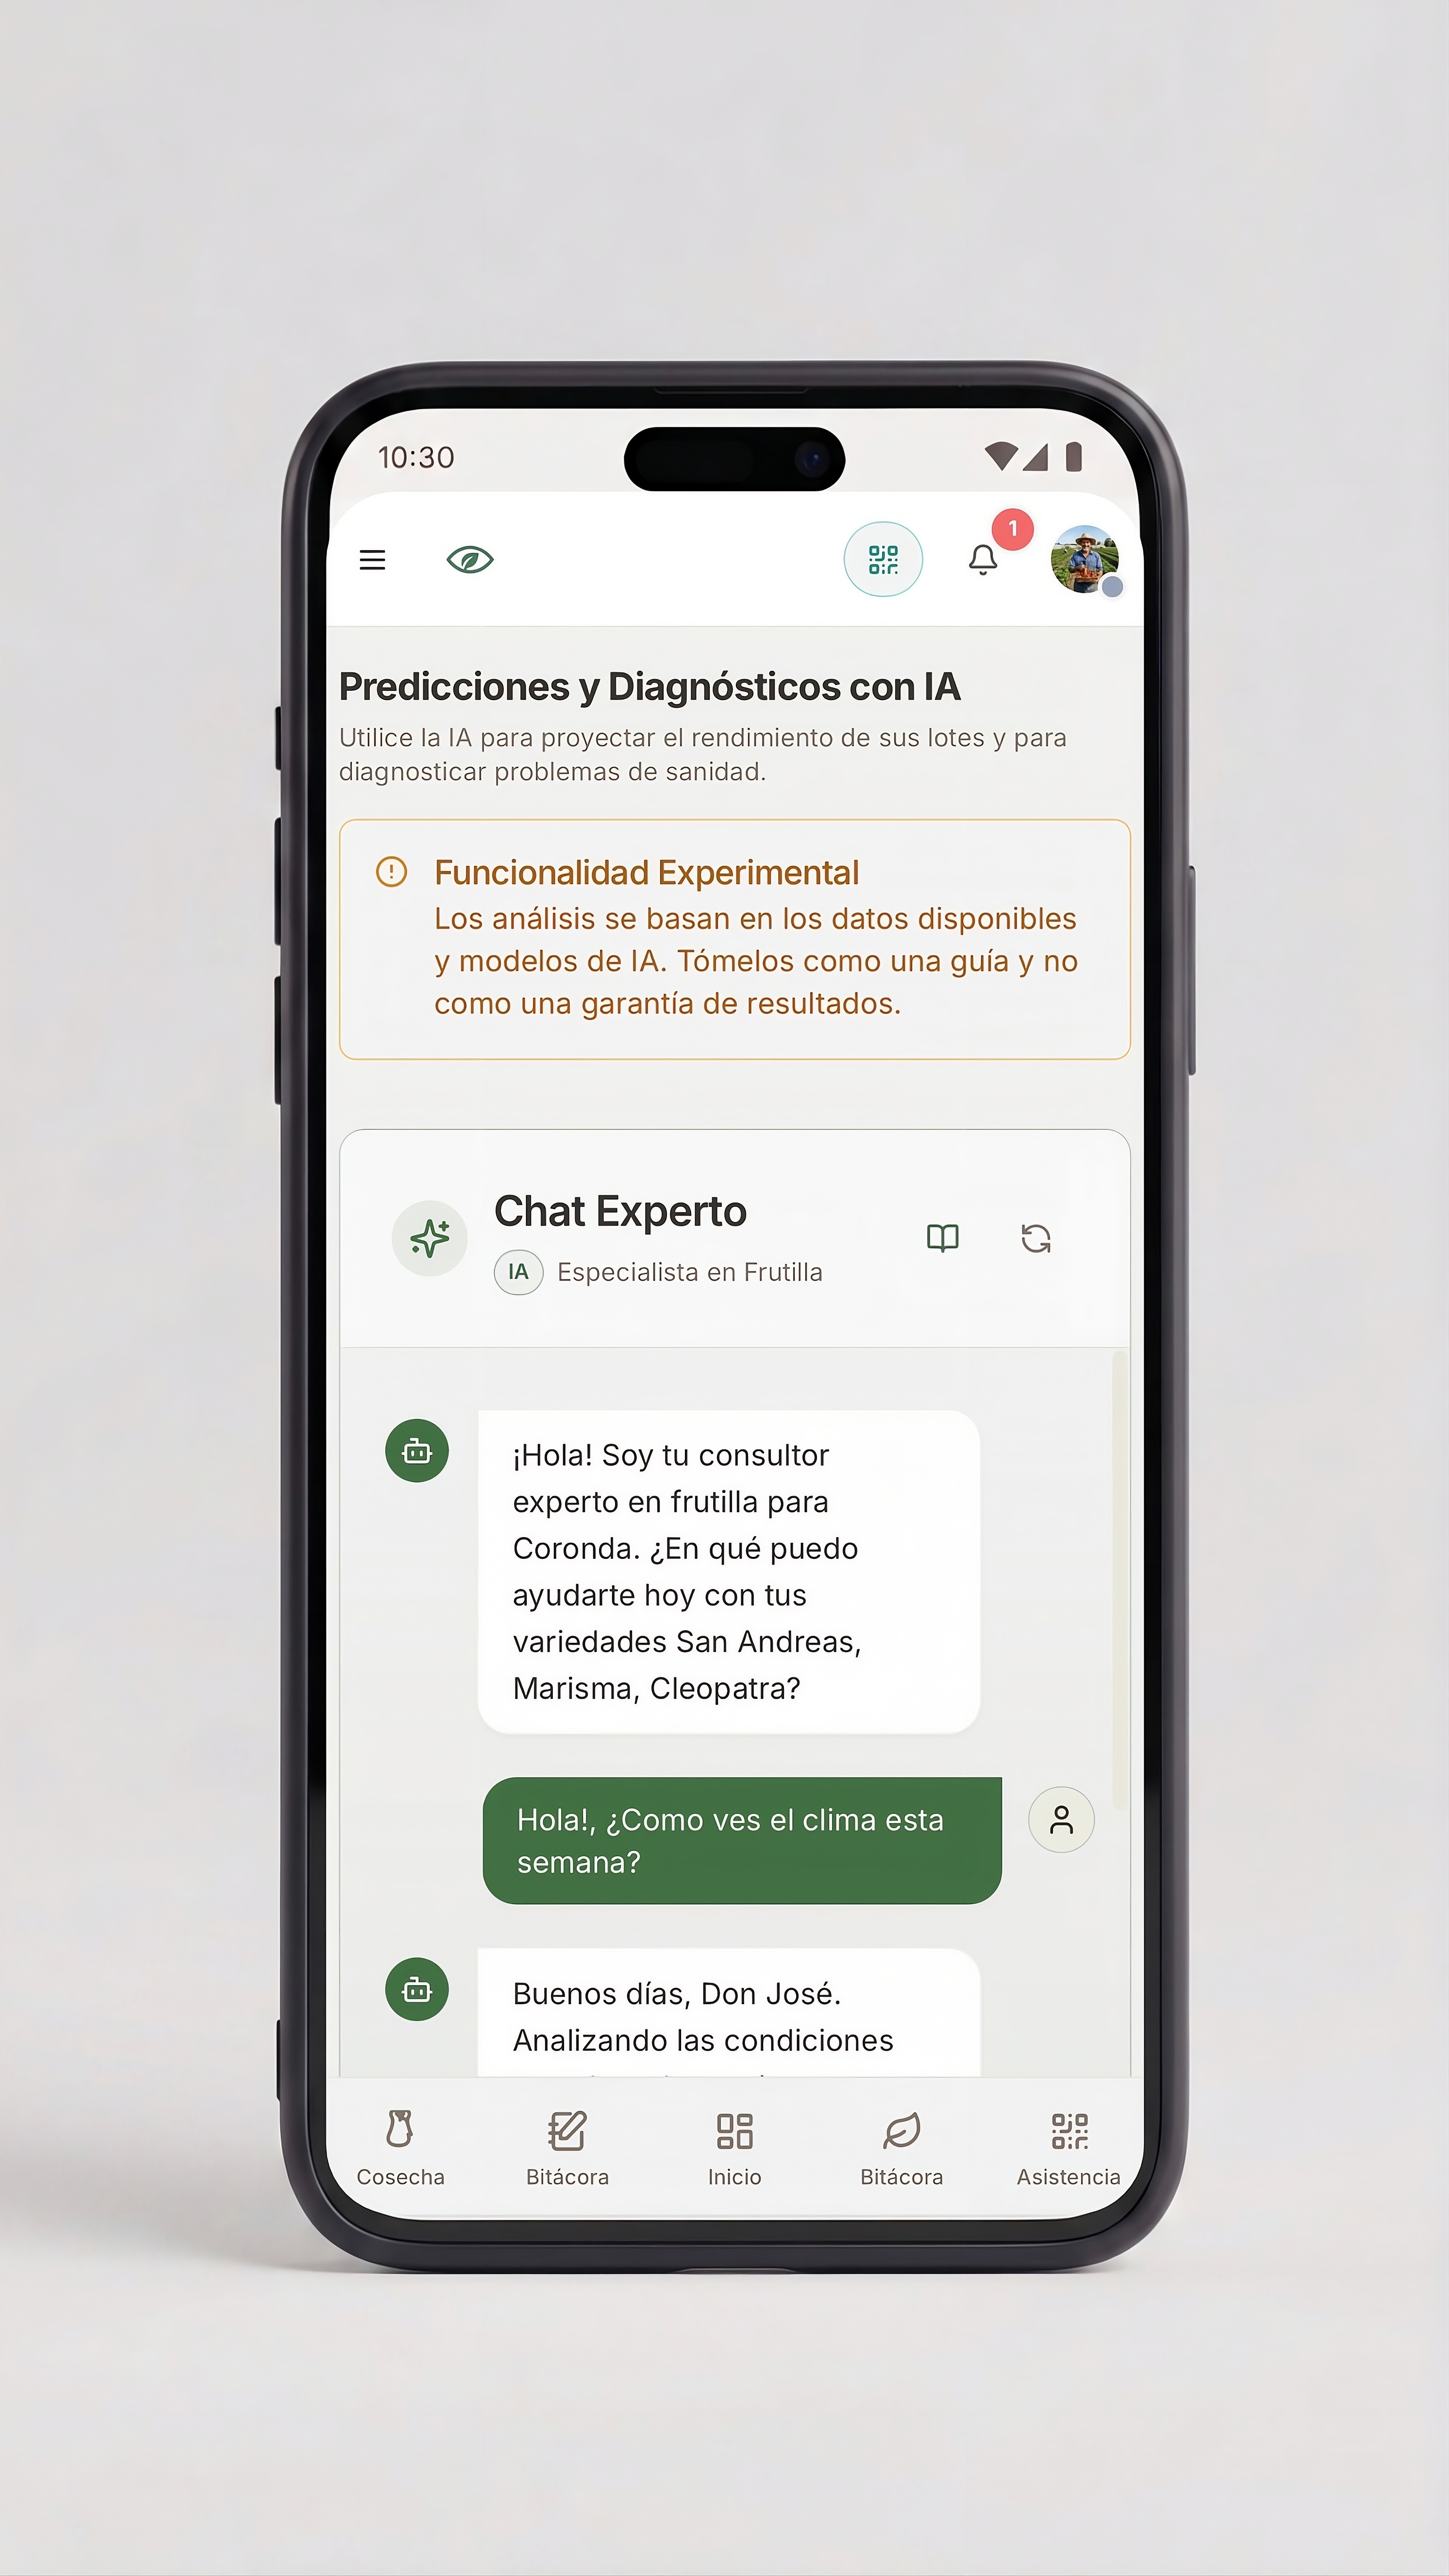 10:30
1
Predicciones y Diagnósticos con IA
Utilice la IA para proyectar el rendimiento de sus lotes y para
diagnosticar problemas de sanidad.
Funcionalidad Experimental
Los análisis se basan en los datos disponibles
y modelos de IA. Tómelos como una guía y no
como una garantía de resultados.
Chat Experto
IA Especialista en Frutilla
¡Hola! Soy tu consultor
experto en frutilla para
Coronda. ¿En qué puedo
ayudarte hoy con tus
variedades San Andreas,
Marisma, Cleopatra?
Hola!, ¿Como ves el clima esta
semana?
Buenos días, Don José.
Analizando las condiciones
Cosecha Bitácora Inicio Bitácora Asistencia